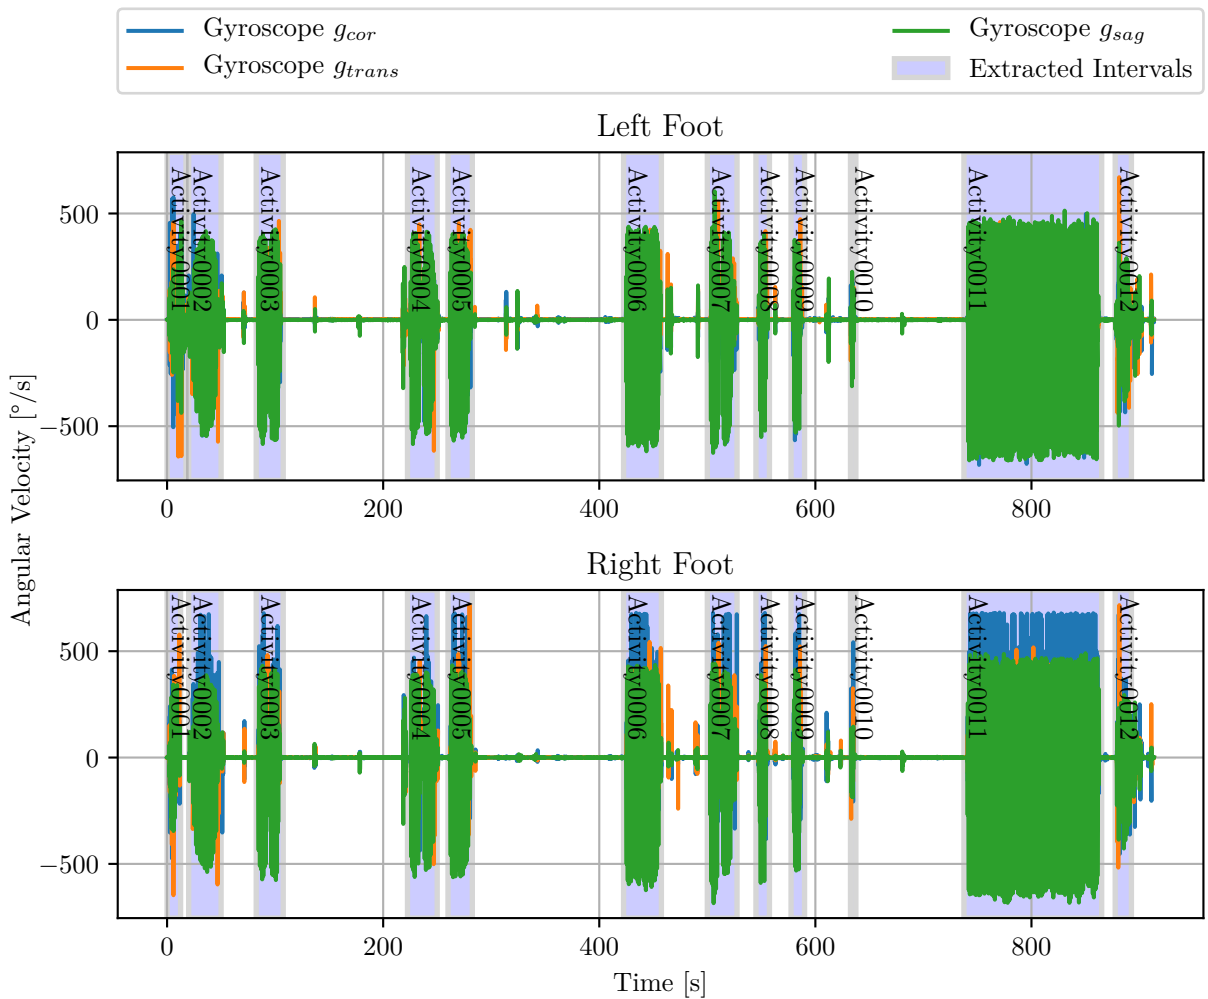 Gyroscope g_cor
Gyroscope g_trans
Gyroscope g_sag
Extracted Intervals
Left Foot
Activity0001
Activity0002
Activity0003
Activity0004
Activity0005
Activity0006
Activity0007
Activity0008
Activity0009
Activity0010
Activity0011
Activity0012
500
0
−500
0 200 400 600 800
Angular Velocity [°/s]
Right Foot
Activity0001
Activity0002
Activity0003
Activity0004
Activity0005
Activity0006
Activity0007
Activity0008
Activity0009
Activity0010
Activity0011
Activity0012
500
0
−500
0 200 400 600 800
Time [s]